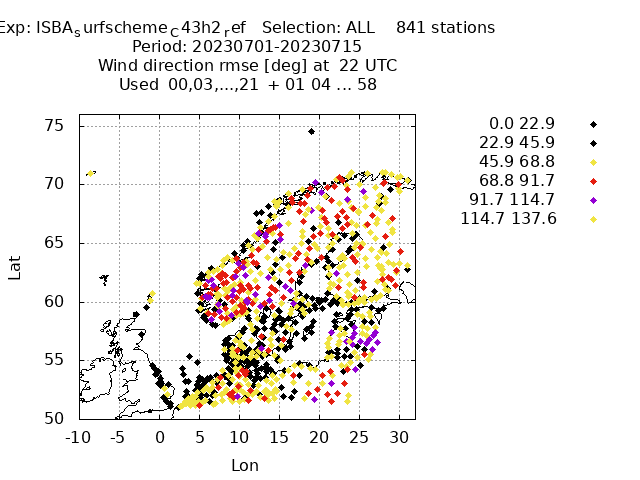 Exp: ISBAsurfschemeC43h2ref   Selection: ALL    841 stations
Period: 20230701-20230715
Wind direction rmse [deg] at  22 UTC
Used  00,03,...,21  + 01 04 ... 58
0.0 22.9
22.9 45.9
45.9 68.8
68.8 91.7
91.7 114.7
114.7 137.6
75
70
65
60
55
50
Lat
-10 -5 0 5 10 15 20 25 30
Lon